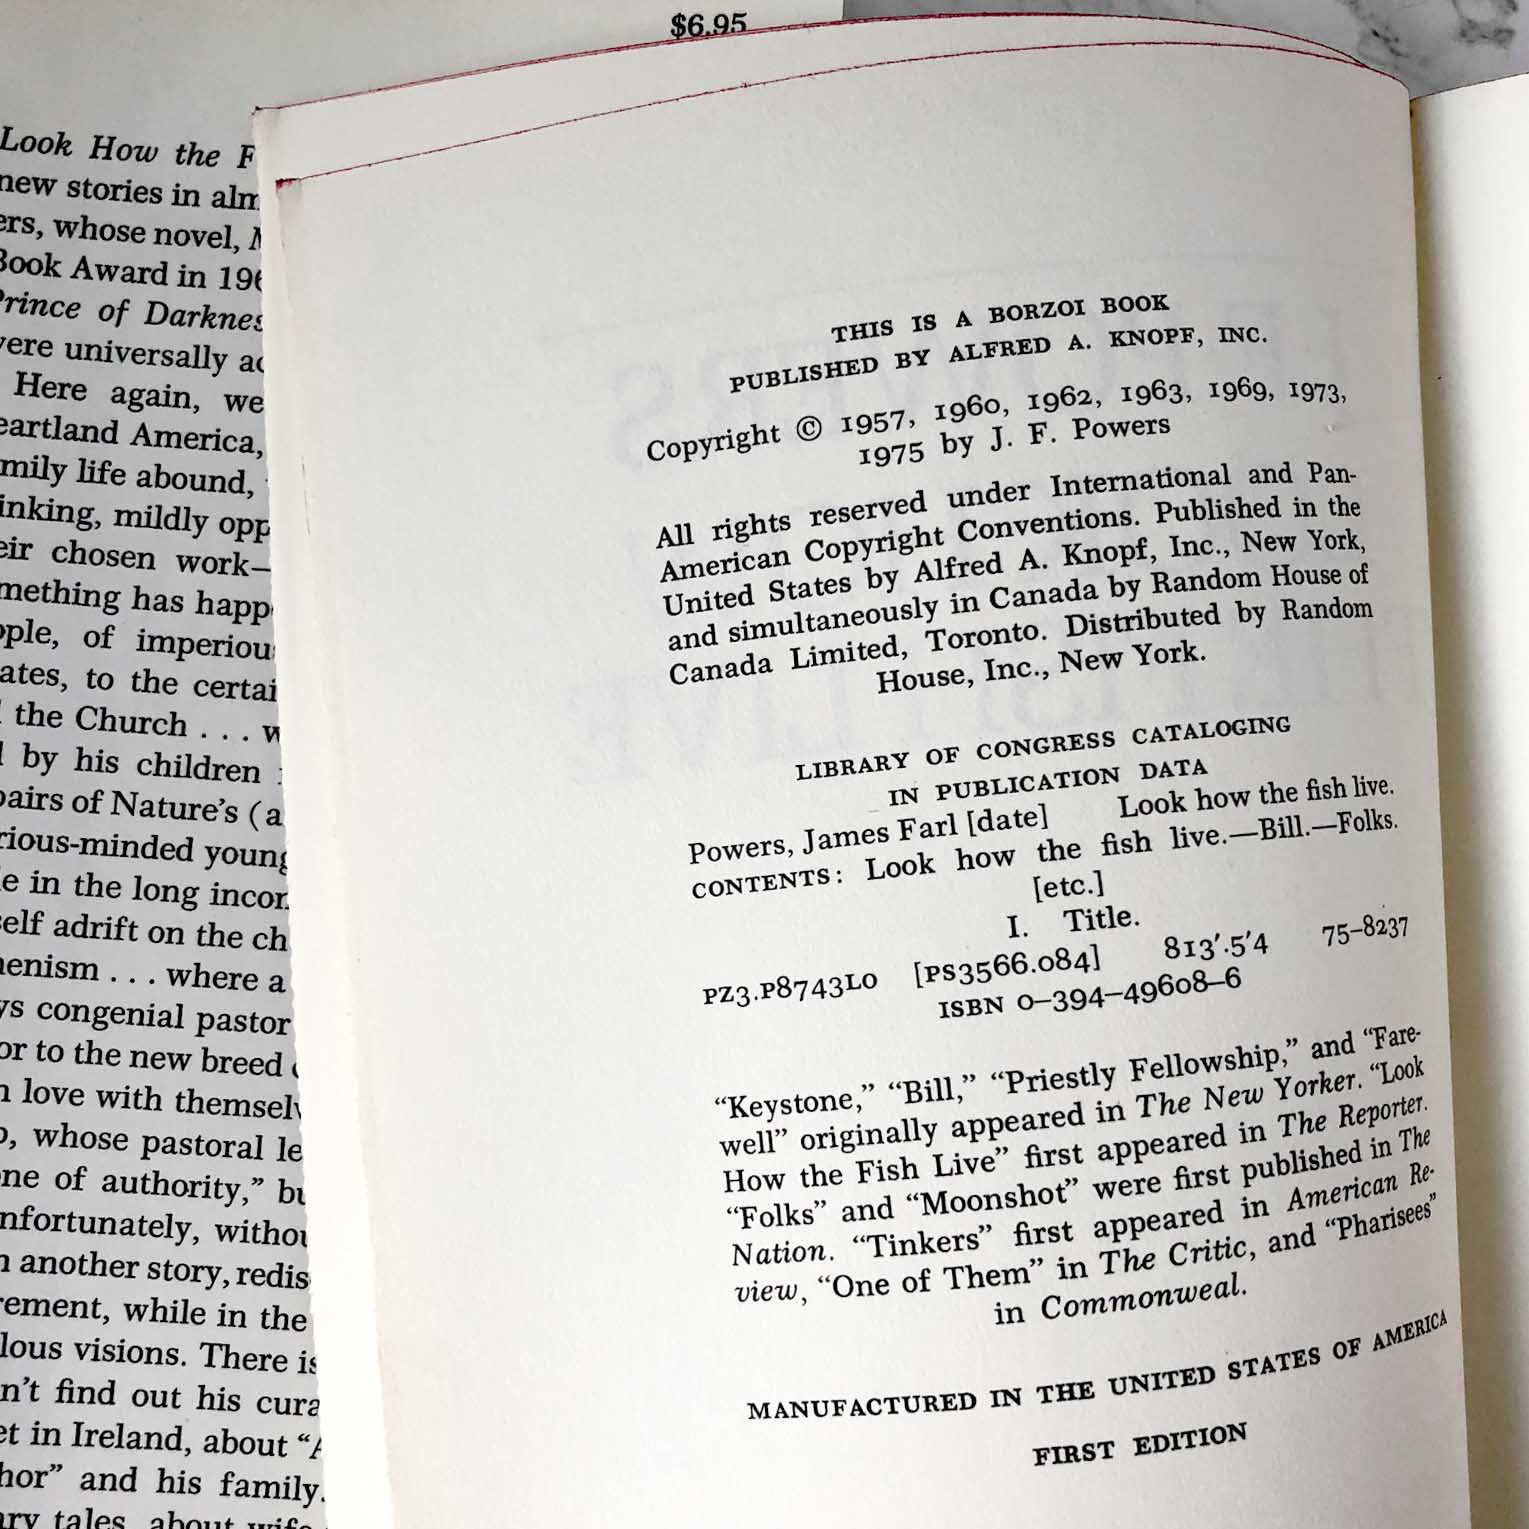 $6.95
Look How the F
new stories in alm
ers, whose novel, M
Book Award in 196
Prince of Darknes
were universally ac
Here again, we
eartland America,
mily life abound,
inking, mildly opp
eir chosen work—
mething has happ
ople, of imperiou
ates, to the certai
the Church . . . w
by his children
pairs of Nature's (a
rious-minded young
e in the long incon
self adrift on the ch
enism . . . where a
ys congenial pastor
or to the new breed
n love with themselv
o, whose pastoral le
ne of authority,” bu
nfortunately, withou
n another story, redis
rement, while in the
lous visions. There is
n't find out his cura
et in Ireland, about “A
hor” and his family.
ary tales, about wife
THIS IS A BORZOI BOOK
PUBLISHED BY ALFRED A. KNOPF, INC.
Copyright © 1957, 1960, 1962, 1963, 1969, 1973,
1975 by J. F. Powers
All rights reserved under International and Pan-
American Copyright Conventions. Published in the
United States by Alfred A. Knopf, Inc., New York,
and simultaneously in Canada by Random House of
Canada Limited, Toronto. Distributed by Random
House, Inc., New York.
LIBRARY OF CONGRESS CATALOGING
IN PUBLICATION DATA
Powers, James Farl [date] Look how the fish live.
CONTENTS: Look how the fish live.—Bill.—Folks.
[etc.]
I. Title.
PZ3.P8743LO [PS3566.084] 813′.5′4 75–8237
ISBN 0–394–49608–6
“Keystone,” “Bill,” “Priestly Fellowship,” and “Fare-
well” originally appeared in The New Yorker. “Look
How the Fish Live” first appeared in The Reporter.
“Folks” and “Moonshot” were first published in The
Nation. “Tinkers” first appeared in American Re-
view, “One of Them” in The Critic, and “Pharisees”
in Commonweal.
MANUFACTURED IN THE UNITED STATES OF AMERICA
FIRST EDITION